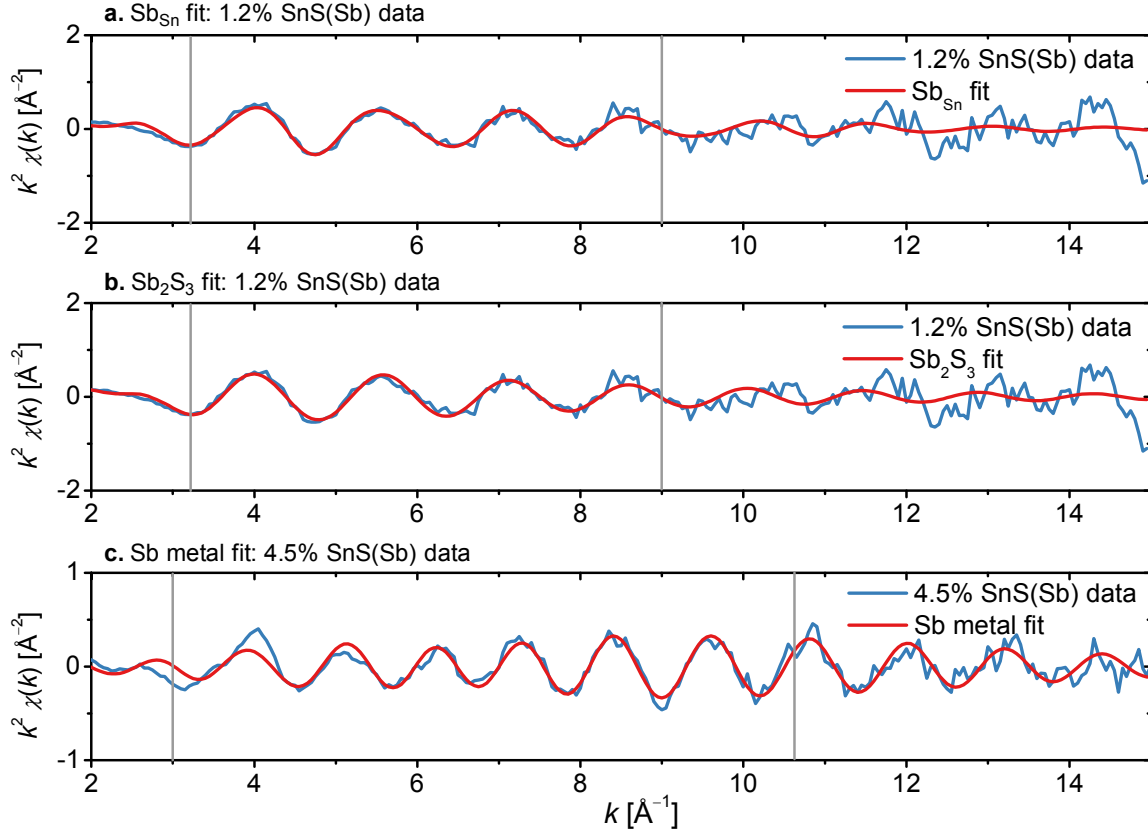 a. Sb_Sn fit: 1.2% SnS(Sb) data
2
0
-2
k² χ(k) [Å⁻²]
1.2% SnS(Sb) data
Sb_Sn fit
2 4 6 8 10 12 14
b. Sb₂S₃ fit: 1.2% SnS(Sb) data
2
0
-2
k² χ(k) [Å⁻²]
1.2% SnS(Sb) data
Sb₂S₃ fit
2 4 6 8 10 12 14
c. Sb metal fit: 4.5% SnS(Sb) data
1
0
-1
k² χ(k) [Å⁻²]
4.5% SnS(Sb) data
Sb metal fit
2 4 6 8 10 12 14
k [Å⁻¹]